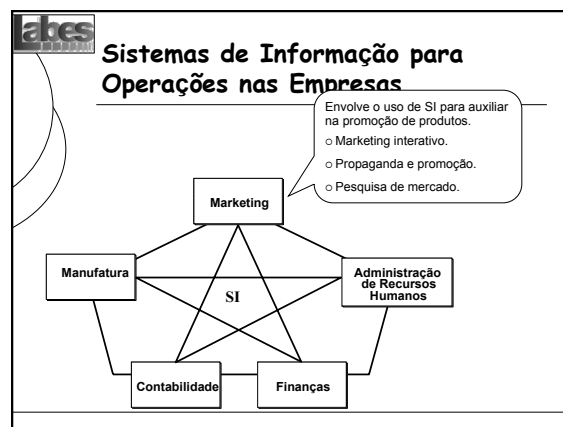 Labes
Sistemas de Informação para
Operações nas Empresas
Envolve o uso de SI para auxiliar
na promoção de produtos.
○ Marketing interativo.
○ Propaganda e promoção.
○ Pesquisa de mercado.
Marketing
Manufatura
Administração
de Recursos
Humanos
SI
Contabilidade
Finanças